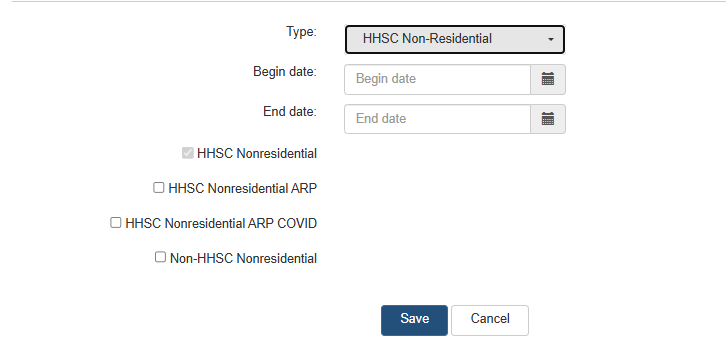 Type: HHSC Non-Residential
Begin date: Begin date
End date: End date
HHSC Nonresidential
HHSC Nonresidential ARP
HHSC Nonresidential ARP COVID
Non-HHSC Nonresidential
Save Cancel